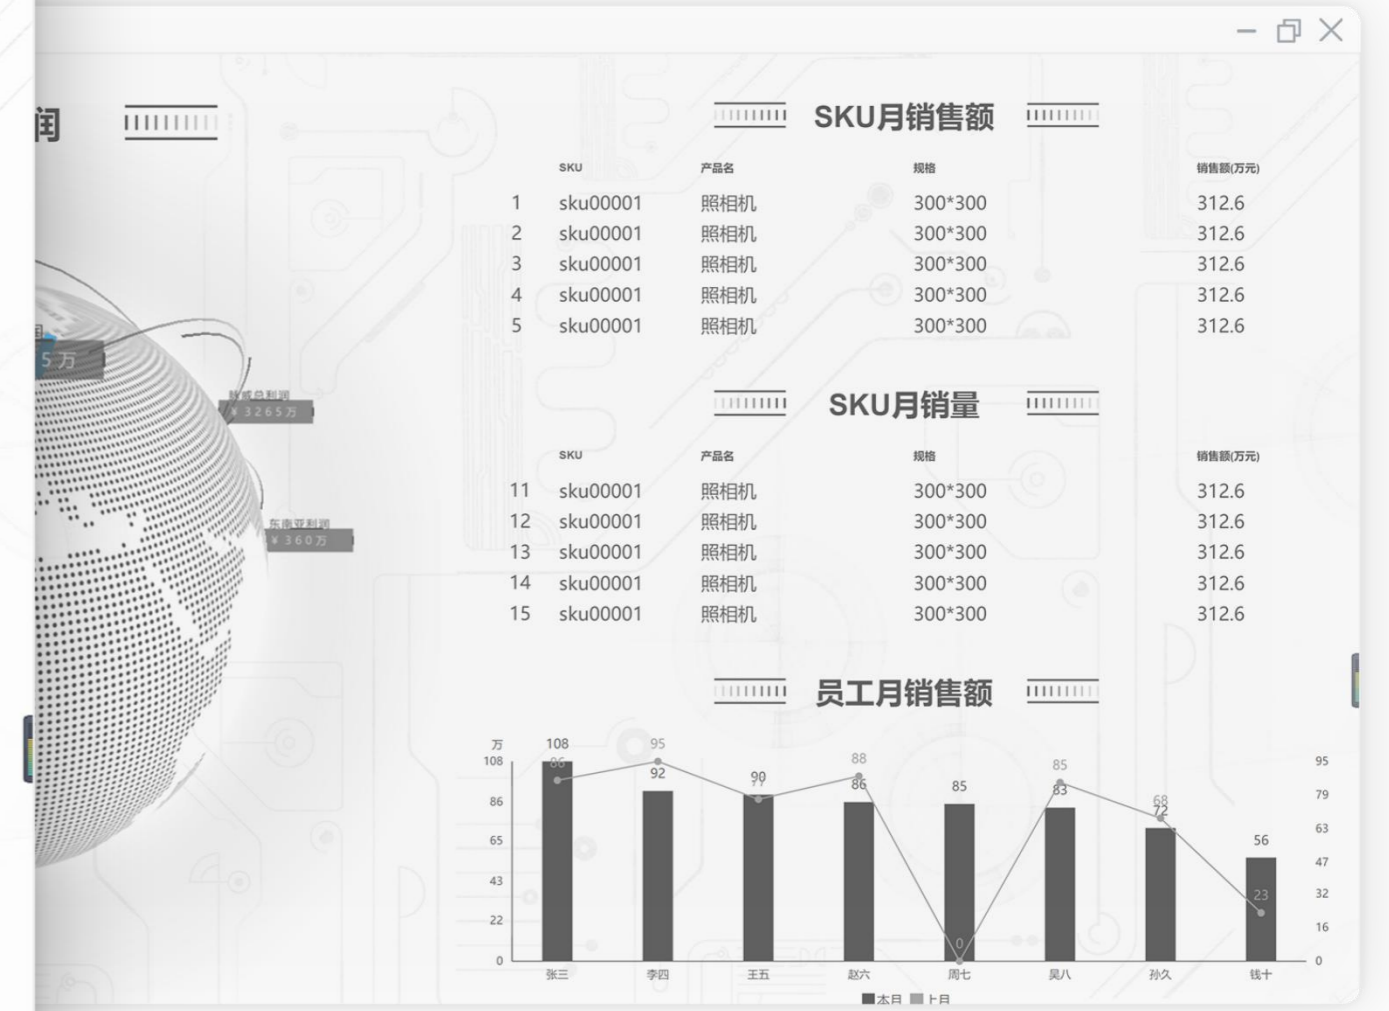 润
SKU月销售额
SKU 产品名 规格 销售额(万元)
1 sku00001 照相机 300*300 312.6
2 sku00001 照相机 300*300 312.6
3 sku00001 照相机 300*300 312.6
4 sku00001 照相机 300*300 312.6
5 sku00001 照相机 300*300 312.6
5万
总利润
¥3265万
东南亚利润
¥360万
SKU月销量
SKU 产品名 规格 销售额(万元)
11 sku00001 照相机 300*300 312.6
12 sku00001 照相机 300*300 312.6
13 sku00001 照相机 300*300 312.6
14 sku00001 照相机 300*300 312.6
15 sku00001 照相机 300*300 312.6
员工月销售额
万
108 86 65 43 22 0
108 92 90 86 85 83 72 56
86 95 77 88 0 85 68 23
95 79 63 47 32 16 0
张三 李四 王五 赵六 周七 吴八 孙久 钱十
本月 上月